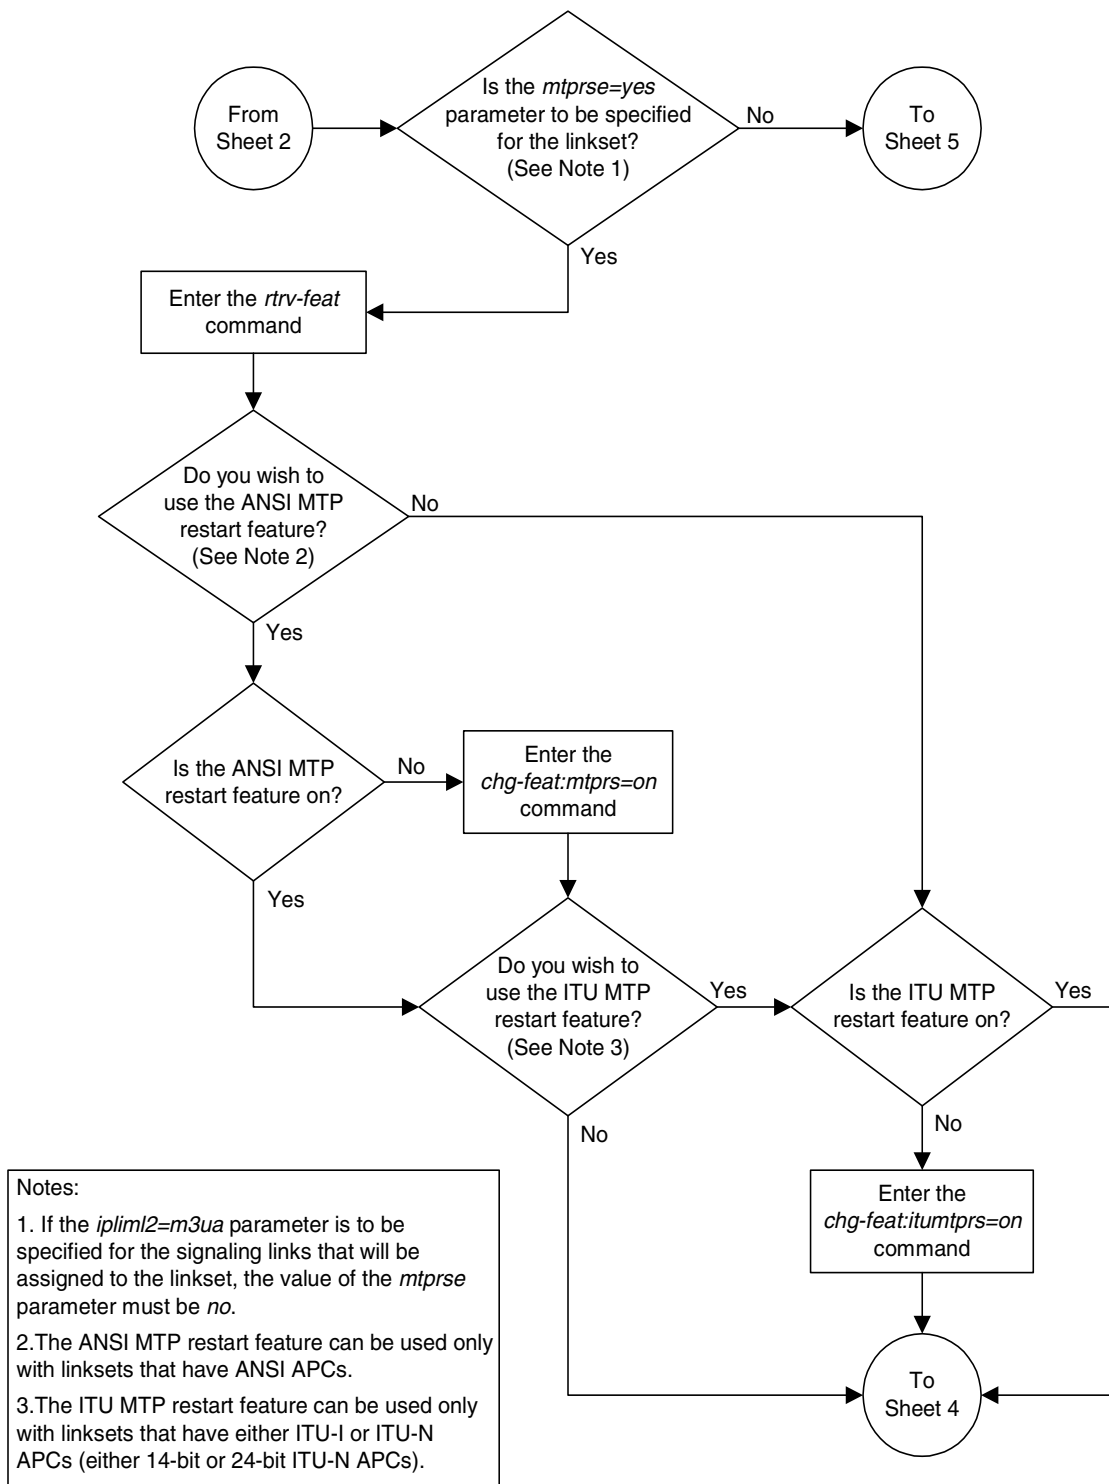 From
Sheet 2
Is the mtprse=yes
parameter to be specified
for the linkset?
(See Note 1)
No
To
Sheet 5
Yes
Enter the rtrv-feat
command
Do you wish to
use the ANSI MTP
restart feature?
(See Note 2)
No
Yes
Is the ANSI MTP
restart feature on?
No
Enter the
chg-feat:mtprs=on
command
Yes
Do you wish to
use the ITU MTP
restart feature?
(See Note 3)
Yes
Is the ITU MTP
restart feature on?
Yes
No
No
Enter the
chg-feat:itumtprs=on
command
To
Sheet 4
Notes:
1. If the ipliml2=m3ua parameter is to be
specified for the signaling links that will be
assigned to the linkset, the value of the mtprse
parameter must be no.
2.The ANSI MTP restart feature can be used only
with linksets that have ANSI APCs.
3.The ITU MTP restart feature can be used only
with linksets that have either ITU-I or ITU-N
APCs (either 14-bit or 24-bit ITU-N APCs).